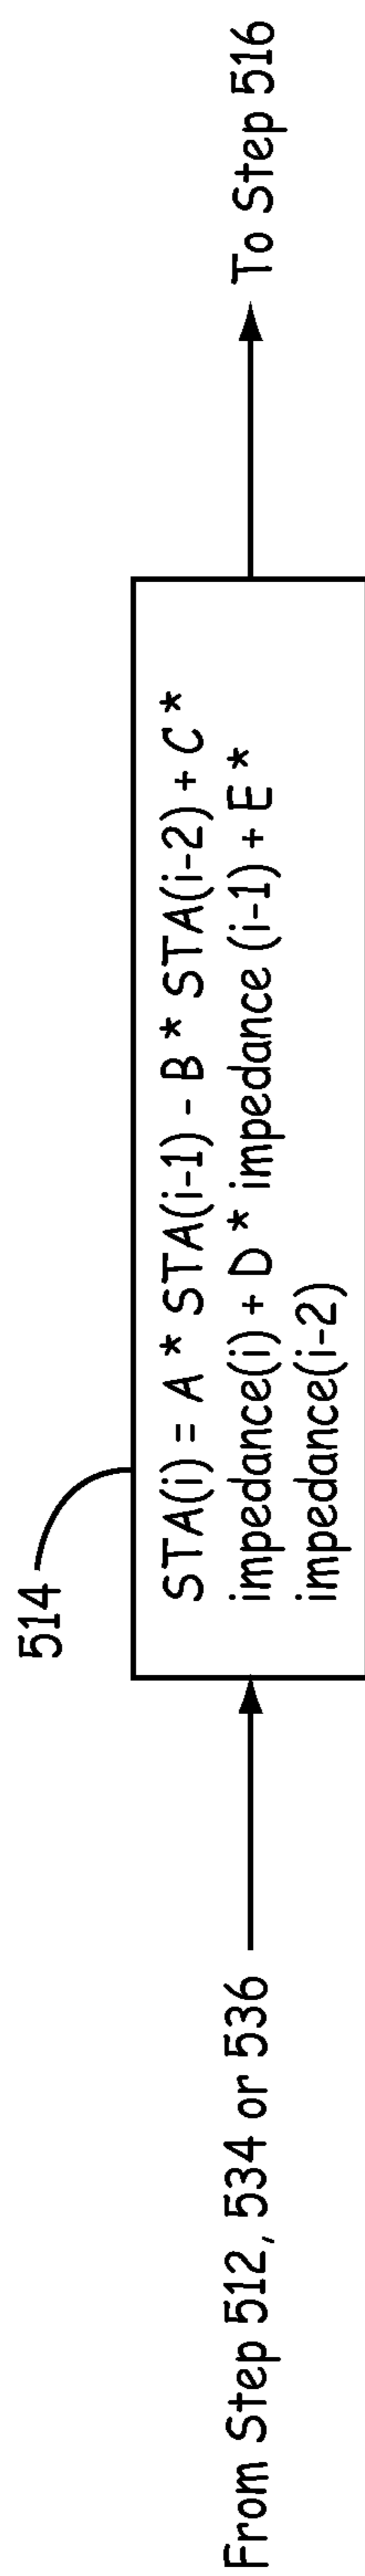 514
From Step 512, 534 or 536
STA(i) = A * STA(i-1) - B * STA(i-2) + C *
impedance(i) + D * impedance (i-1) + E *
impedance(i-2)
To Step 516